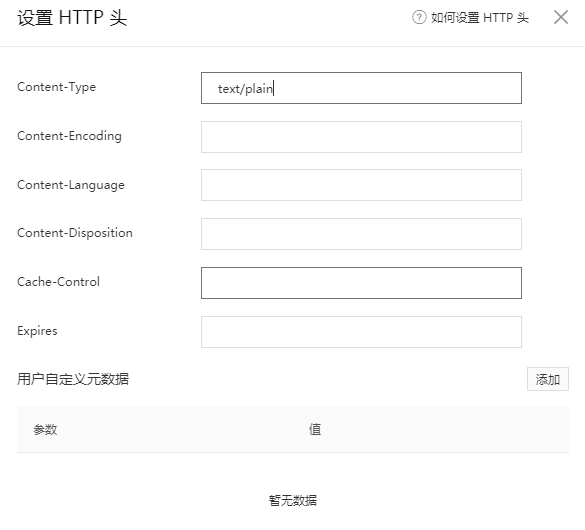 设置 HTTP 头
如何设置 HTTP 头
Content-Type
text/plain
Content-Encoding
Content-Language
Content-Disposition
Cache-Control
Expires
用户自定义元数据
添加
参数 值
暂无数据